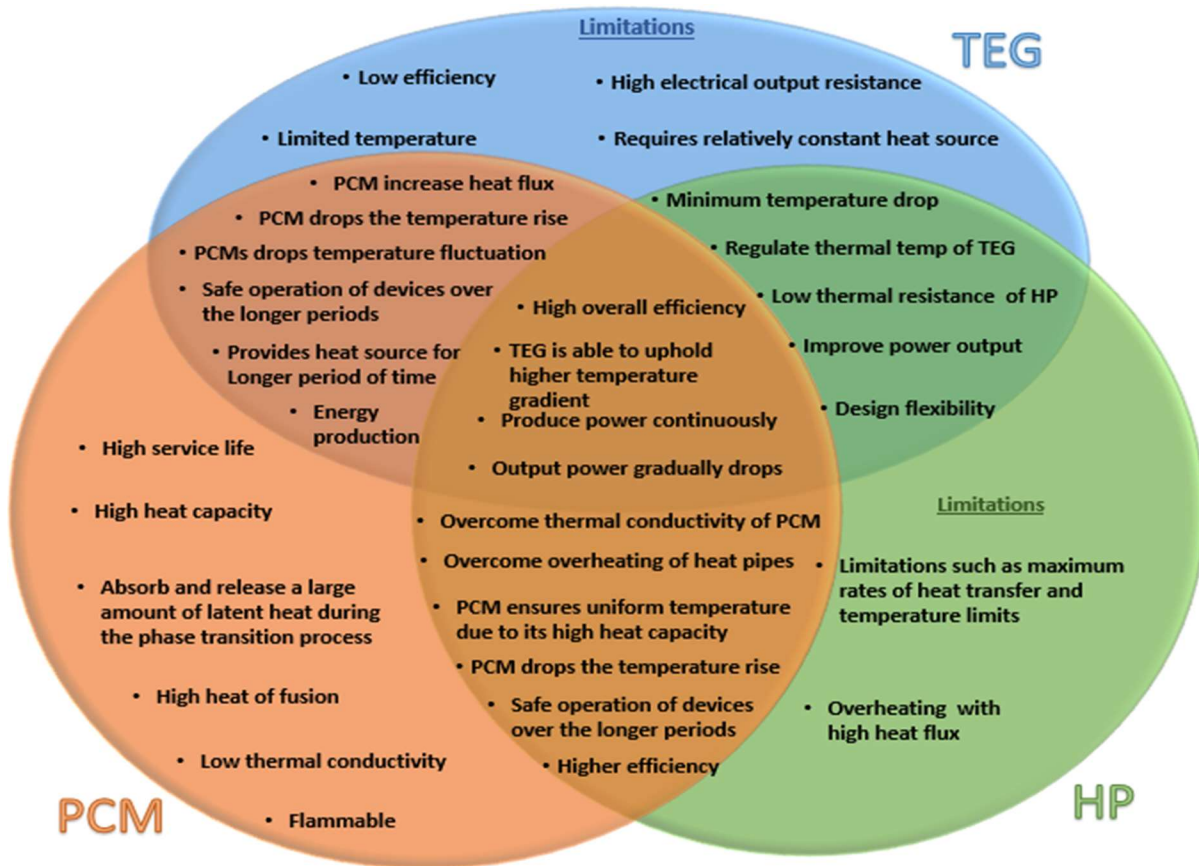 Limitations
TEG
• Low efficiency
• High electrical output resistance
• Limited temperature
• Requires relatively constant heat source
• PCM increase heat flux
• PCM drops the temperature rise
• PCMs drops temperature fluctuation
• Safe operation of devices over
the longer periods
• Provides heat source for
Longer period of time
• Energy
production
• Minimum temperature drop
• Regulate thermal temp of TEG
• Low thermal resistance of HP
• Improve power output
• Design flexibility
• High overall efficiency
• TEG is able to uphold
higher temperature
gradient
• Produce power continuously
• Output power gradually drops
• High service life
• High heat capacity
• Absorb and release a large
amount of latent heat during
the phase transition process
• High heat of fusion
• Low thermal conductivity
• Flammable
PCM
• Overcome thermal conductivity of PCM
• Overcome overheating of heat pipes
• PCM ensures uniform temperature
due to its high heat capacity
• PCM drops the temperature rise
• Safe operation of devices
over the longer periods
• Higher efficiency
Limitations
• Limitations such as maximum
rates of heat transfer and
temperature limits
• Overheating with
high heat flux
HP